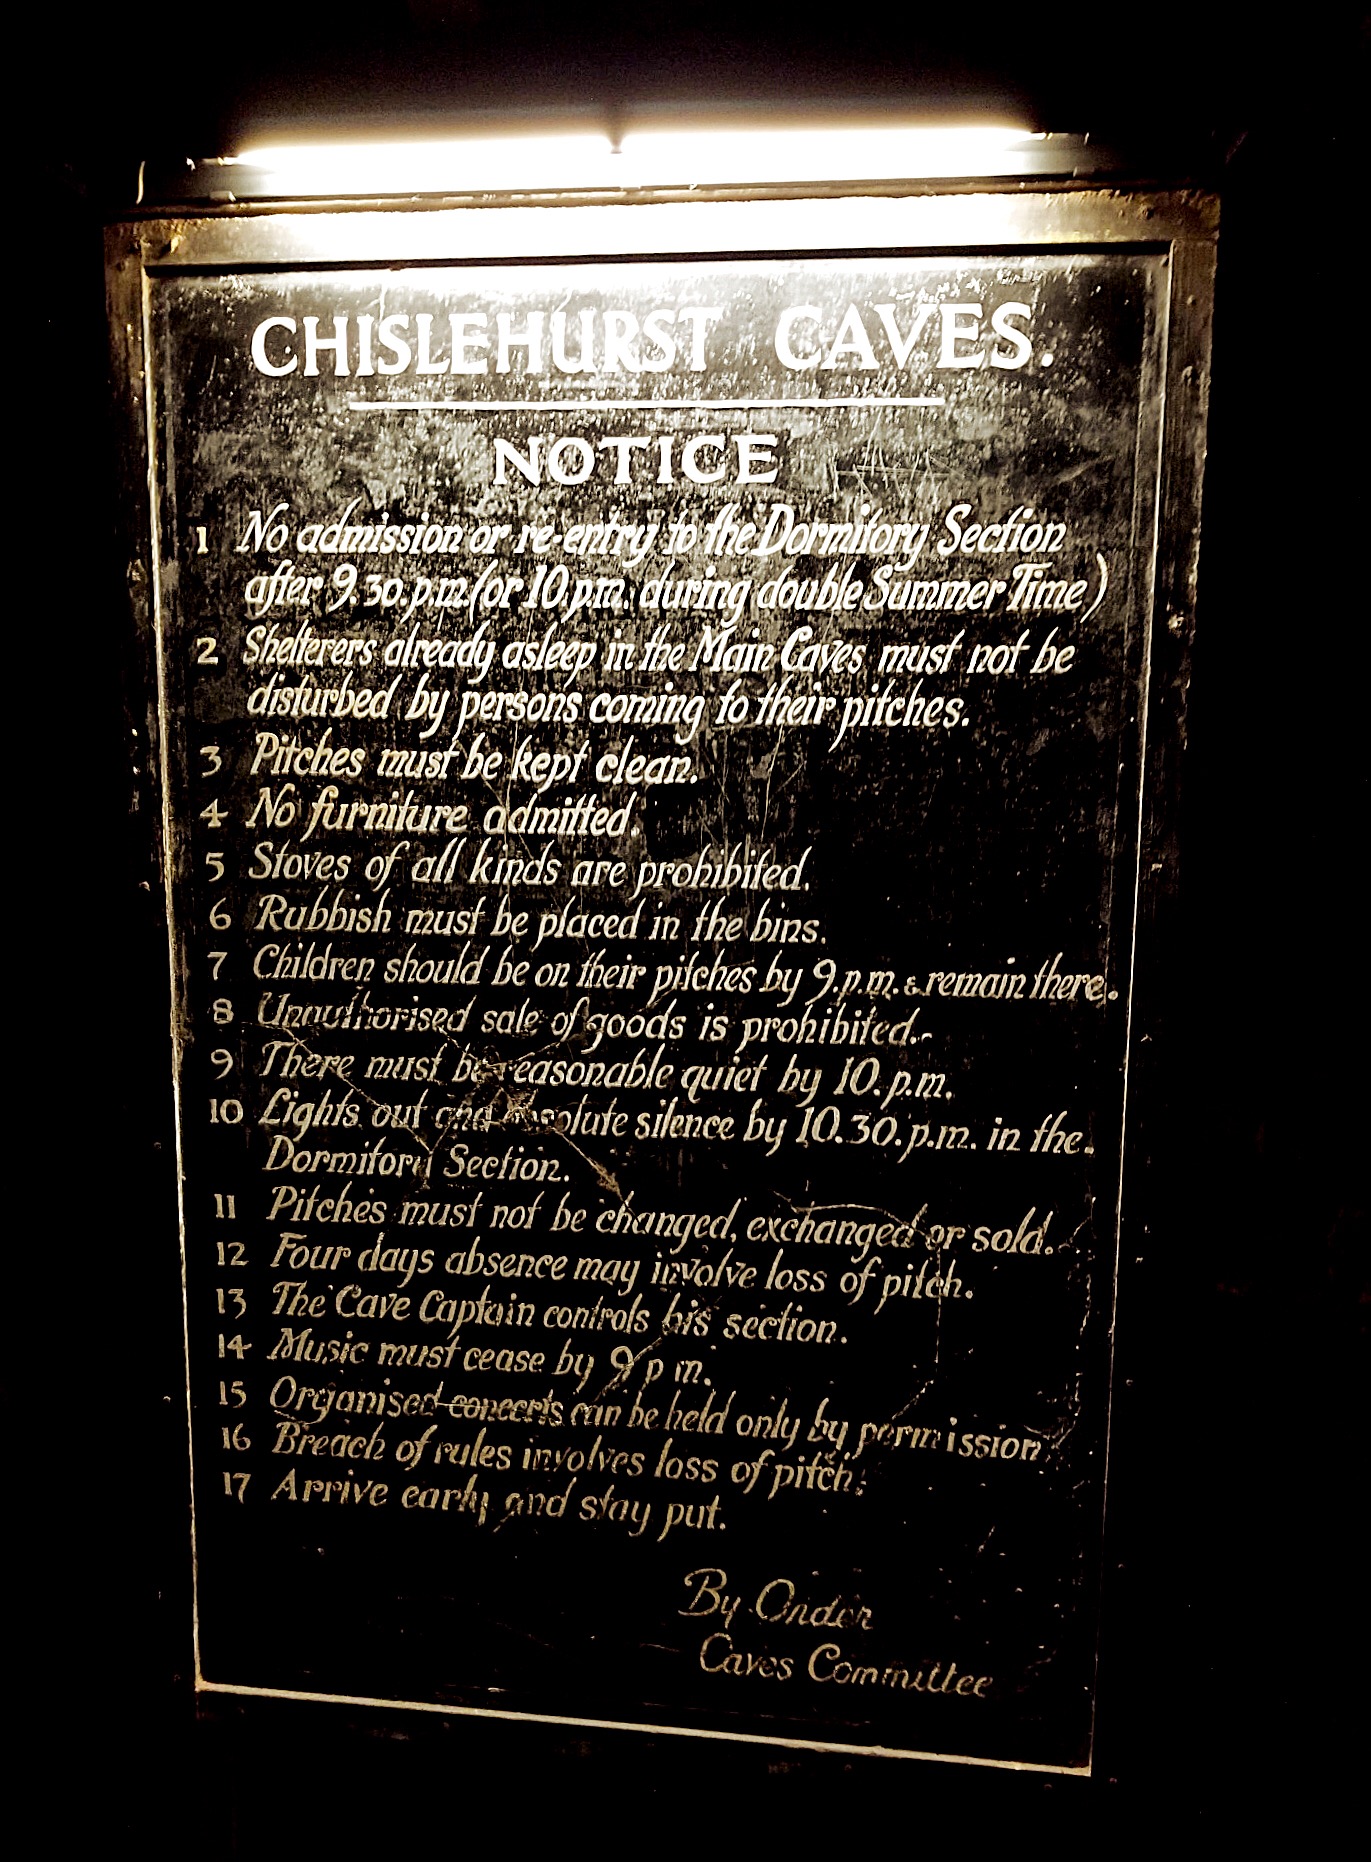 CHISLEHURST CAVES.
NOTICE
1 No admission or re-entry to the Dormitory Section
after 9.30.p.m.(or 10.p.m. during double Summer Time)
2 Shelterers already asleep in the Main Caves must not be
disturbed by persons coming to their pitches.
3 Pitches must be kept clean.
4 No furniture admitted.
5 Stoves of all kinds are prohibited.
6 Rubbish must be placed in the bins.
7 Children should be on their pitches by 9.p.m. & remain there.
8 Unauthorised sale of goods is prohibited.
9 There must be reasonable quiet by 10.p.m.
10 Lights out and absolute silence by 10.30.p.m. in the
Dormitory Section.
11 Pitches must not be changed, exchanged or sold.
12 Four days absence may involve loss of pitch.
13 The Cave Captain controls his section.
14 Music must cease by 9 p m.
15 Organised concerts can be held only by permission.
16 Breach of rules involves loss of pitch.
17 Arrive early and stay put.
By Order
Caves Committee